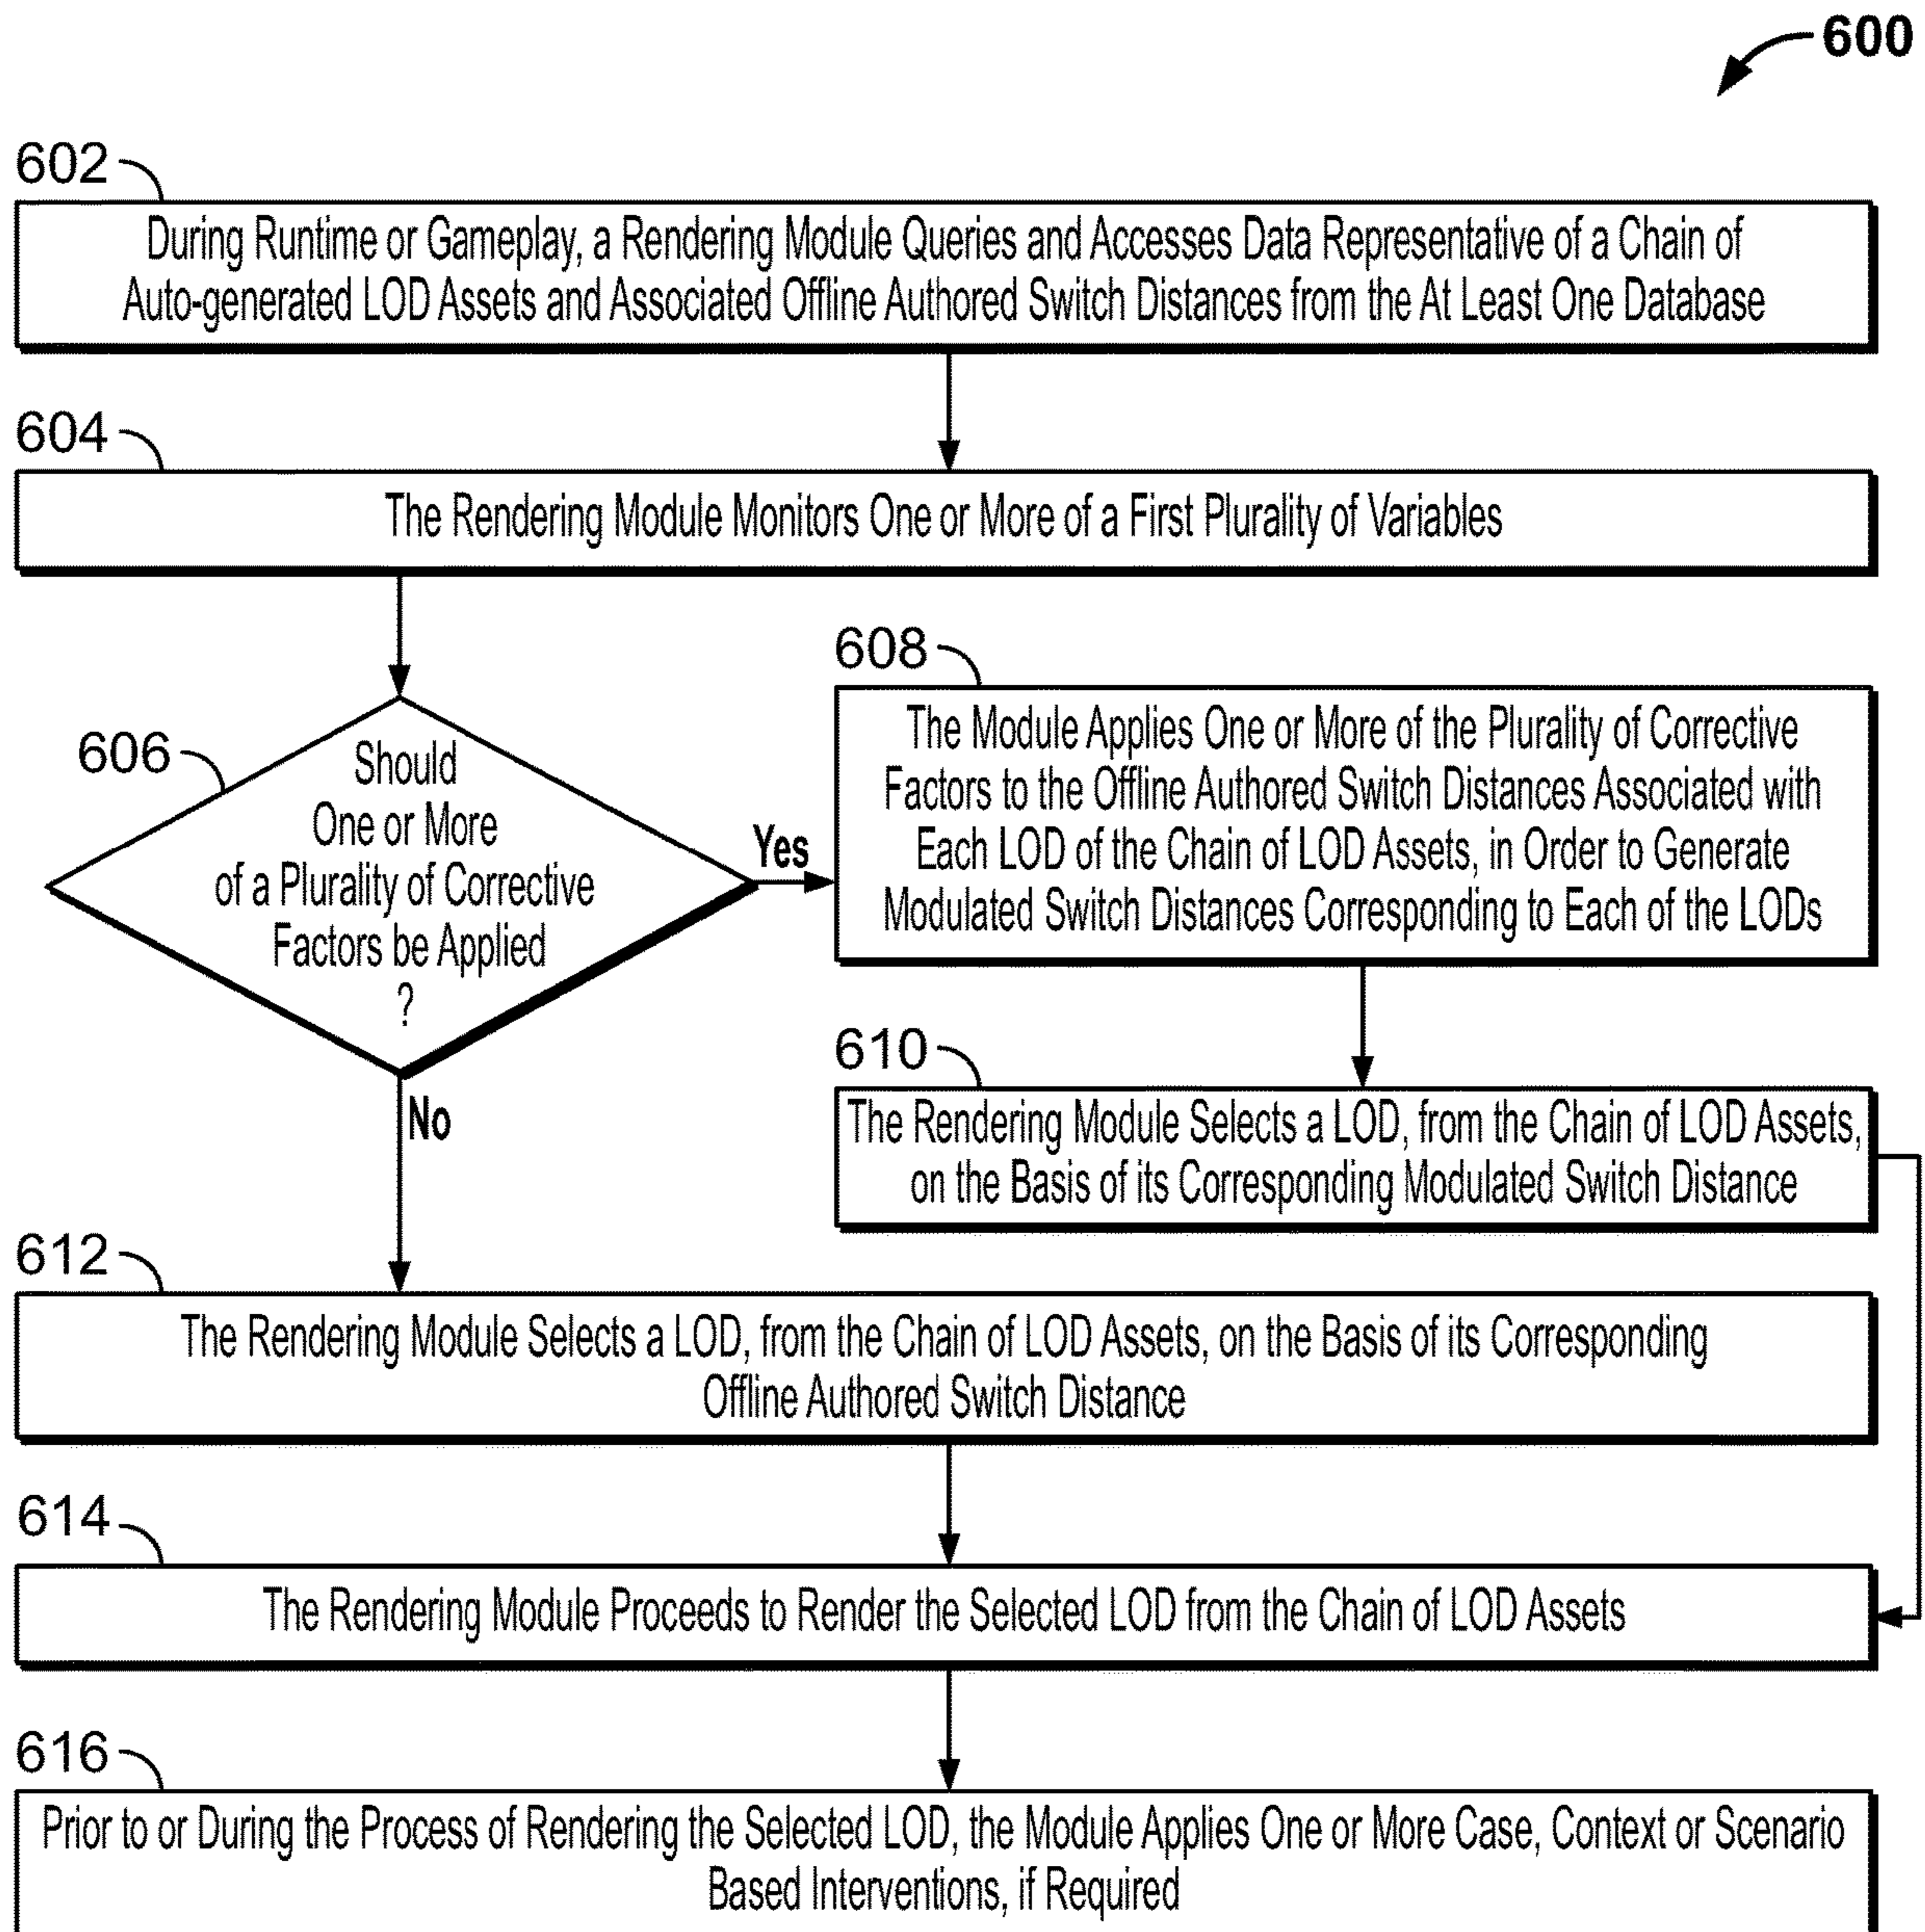 600
602
During Runtime or Gameplay, a Rendering Module Queries and Accesses Data Representative of a Chain of
Auto-generated LOD Assets and Associated Offline Authored Switch Distances from the At Least One Database
604
The Rendering Module Monitors One or More of a First Plurality of Variables
606
Should
One or More
of a Plurality of Corrective
Factors be Applied
?
Yes
608
The Module Applies One or More of the Plurality of Corrective
Factors to the Offline Authored Switch Distances Associated with
Each LOD of the Chain of LOD Assets, in Order to Generate
Modulated Switch Distances Corresponding to Each of the LODs
610
The Rendering Module Selects a LOD, from the Chain of LOD Assets,
on the Basis of its Corresponding Modulated Switch Distance
No
612
The Rendering Module Selects a LOD, from the Chain of LOD Assets, on the Basis of its Corresponding
Offline Authored Switch Distance
614
The Rendering Module Proceeds to Render the Selected LOD from the Chain of LOD Assets
616
Prior to or During the Process of Rendering the Selected LOD, the Module Applies One or More Case, Context or Scenario
Based Interventions, if Required